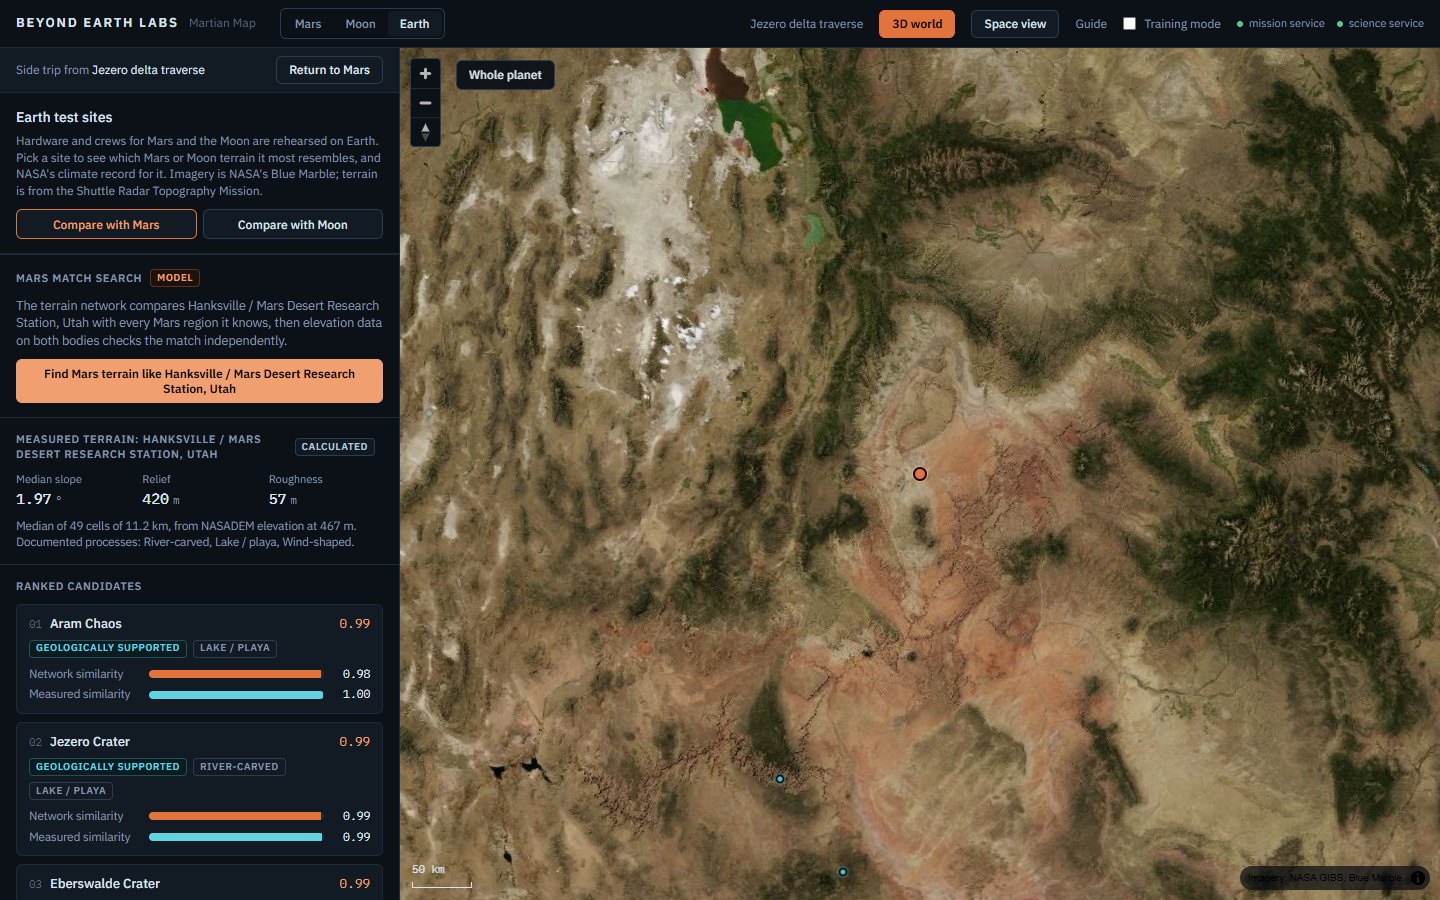 BEYOND EARTH LABS Martian Map
Mars Moon Earth
Jezero delta traverse
3D world
Space view
Guide
Training mode
mission service
science service
Side trip from Jezero delta traverse
Return to Mars
Earth test sites
Hardware and crews for Mars and the Moon are rehearsed on Earth.
Pick a site to see which Mars or Moon terrain it most resembles, and
NASA's climate record for it. Imagery is NASA's Blue Marble; terrain
is from the Shuttle Radar Topography Mission.
Compare with Mars
Compare with Moon
MARS MATCH SEARCH MODEL
The terrain network compares Hanksville / Mars Desert Research
Station, Utah with every Mars region it knows, then elevation data
on both bodies checks the match independently.
Find Mars terrain like Hanksville / Mars Desert Research
Station, Utah
MEASURED TERRAIN: HANKSVILLE / MARS
DESERT RESEARCH STATION, UTAH
CALCULATED
Median slope Relief Roughness
1.97 ° 420 m 57 m
Median of 49 cells of 11.2 km, from NASADEM elevation at 467 m.
Documented processes: River-carved, Lake / playa, Wind-shaped.
RANKED CANDIDATES
01 Aram Chaos 0.99
GEOLOGICALLY SUPPORTED LAKE / PLAYA
Network similarity 0.98
Measured similarity 1.00
02 Jezero Crater 0.99
GEOLOGICALLY SUPPORTED RIVER-CARVED
LAKE / PLAYA
Network similarity 0.99
Measured similarity 0.99
03 Eberswalde Crater 0.99
Whole planet
50 km
Imagery: NASA GIBS, Blue Marble